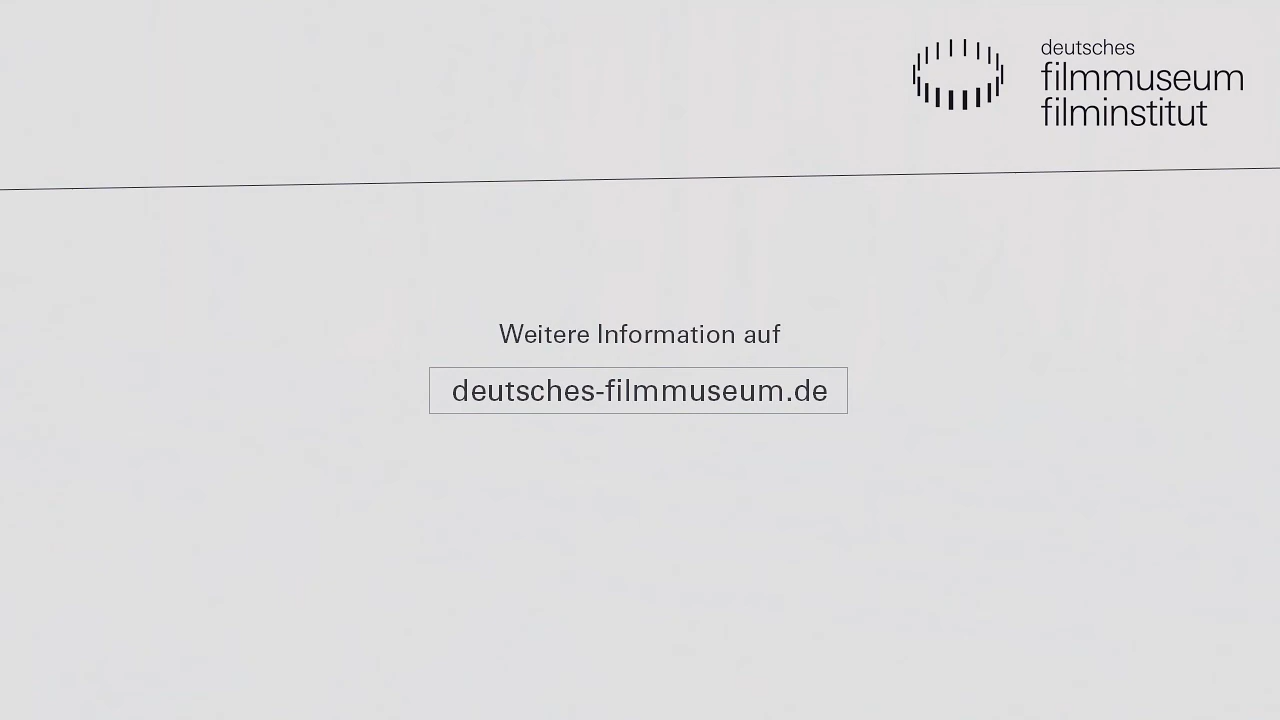 deutsches
filmmuseum
filminstitut
Weitere Information auf
deutsches-filmmuseum.de